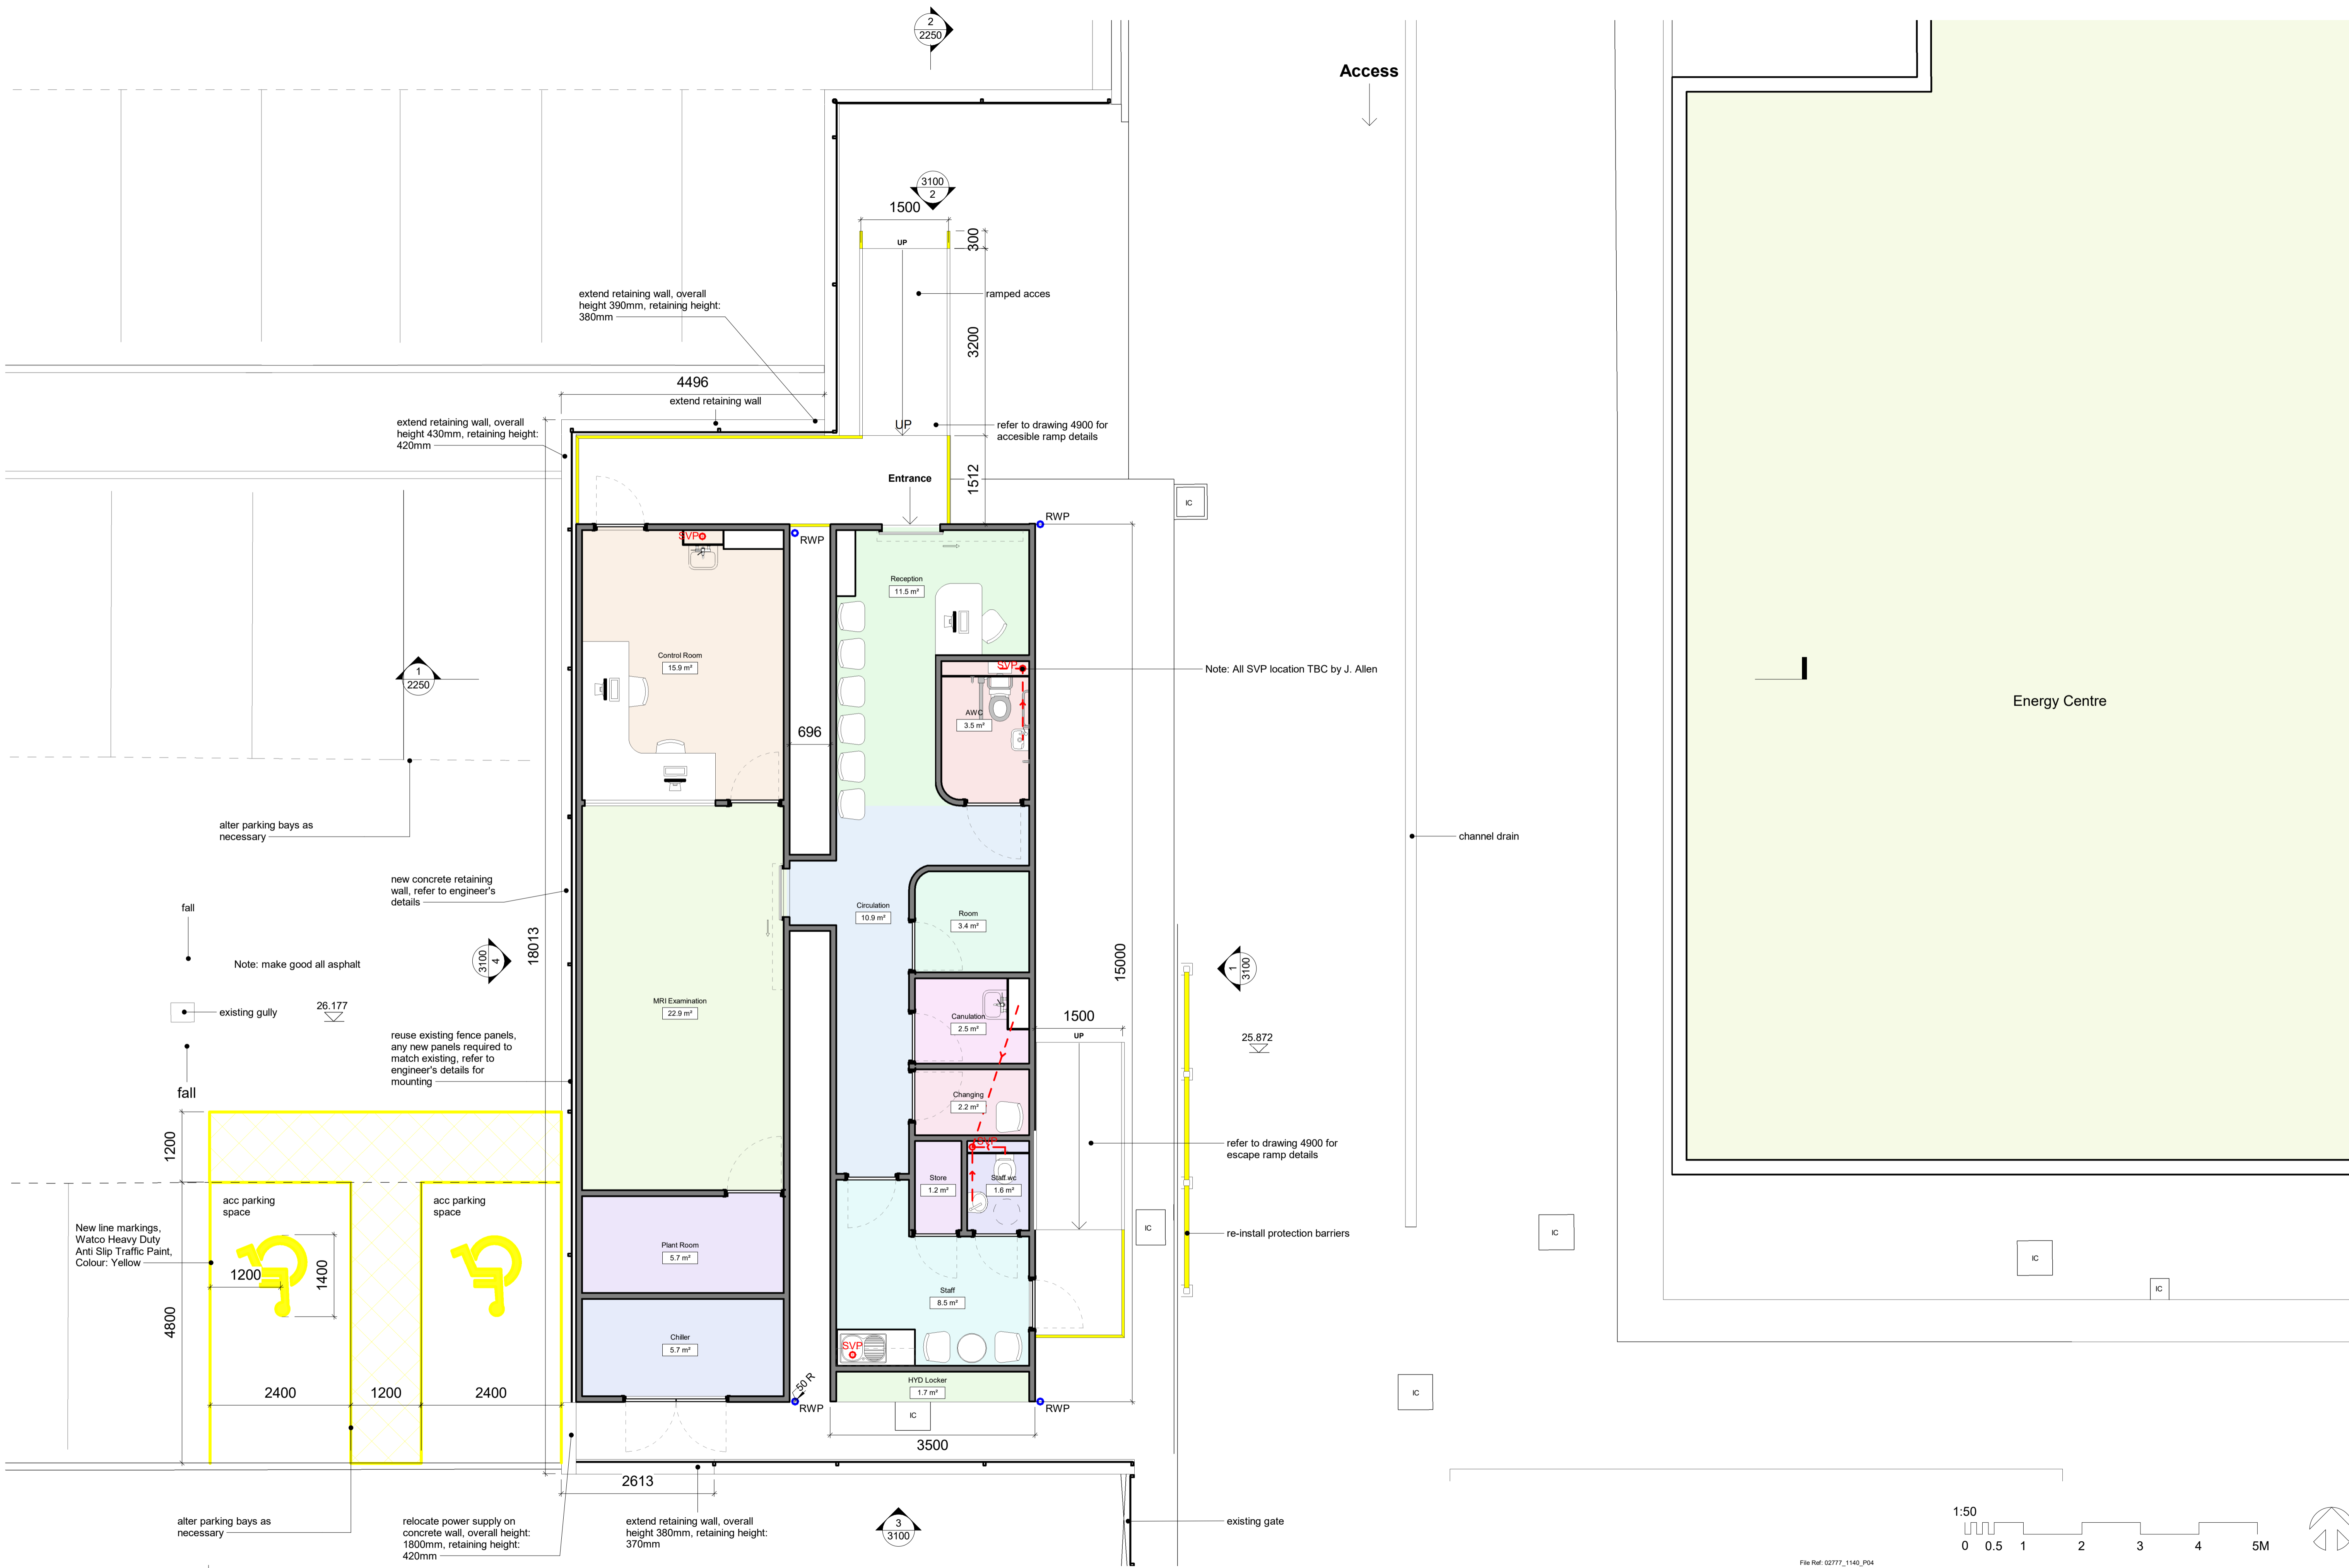 2
2250
Access
3100
2
1500
UP
300
extend retaining wall, overall
height 390mm, retaining height:
380mm
ramped acces
3200
4496
extend retaining wall
extend retaining wall, overall
height 430mm, retaining height:
420mm
UP
refer to drawing 4900 for
accesible ramp details
Entrance
1512
IC
RWP
RWP
SVP
Reception
11.5 m²
Control Room
15.9 m²
SVP
Note: All SVP location TBC by J. Allen
1
2250
AWC
3.5 m²
696
Energy Centre
alter parking bays as
necessary
channel drain
new concrete retaining
wall, refer to engineer's
details
fall
Circulation
10.9 m²
Room
3.4 m²
18013
15000
3100
4
1
3100
Note: make good all asphalt
MRI Examination
22.9 m²
existing gully
26.177
Canulation
2.5 m²
1500
UP
25.872
reuse existing fence panels,
any new panels required to
match existing, refer to
engineer's details for
mounting
fall
Changing
2.2 m²
1200
SVP
refer to drawing 4900 for
escape ramp details
Store
1.2 m²
Staff wc
1.6 m²
acc parking
space
acc parking
space
New line markings,
Watco Heavy Duty
Anti Slip Traffic Paint,
Colour: Yellow
IC
re-install protection barriers
IC
IC
IC
Plant Room
5.7 m²
1200
1400
4800
Staff
8.5 m²
Chiller
5.7 m²
SVP
HYD Locker
1.7 m²
2400
1200
2400
50 R
RWP
RWP
IC
IC
3500
2613
alter parking bays as
necessary
relocate power supply on
concrete wall, overall height:
1800mm, retaining height:
420mm
extend retaining wall, overall
height 380mm, retaining height:
370mm
3
3100
existing gate
1:50
0 0.5 1 2 3 4 5M
File Ref: 02777_1140_P04